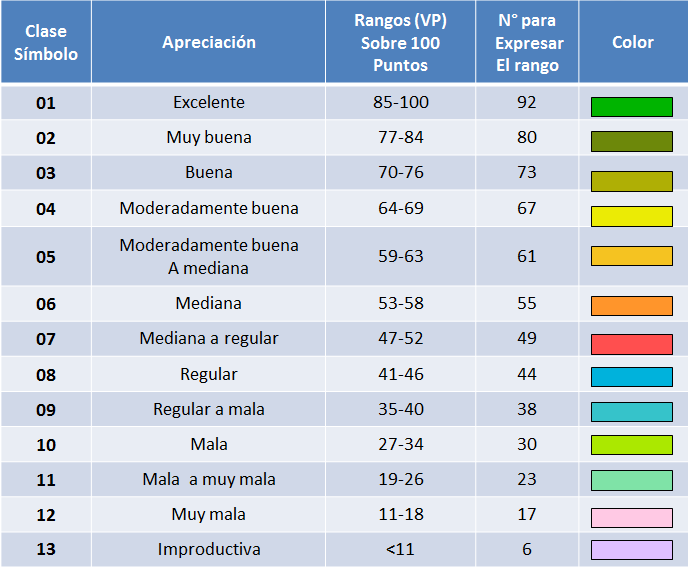 Clase Símbolo Apreciación Rangos (VP) Sobre 100 Puntos N° para Expresar El rango Color
01 Excelente 85-100 92
02 Muy buena 77-84 80
03 Buena 70-76 73
04 Moderadamente buena 64-69 67
05 Moderadamente buena A mediana 59-63 61
06 Mediana 53-58 55
07 Mediana a regular 47-52 49
08 Regular 41-46 44
09 Regular a mala 35-40 38
10 Mala 27-34 30
11 Mala a muy mala 19-26 23
12 Muy mala 11-18 17
13 Improductiva <11 6